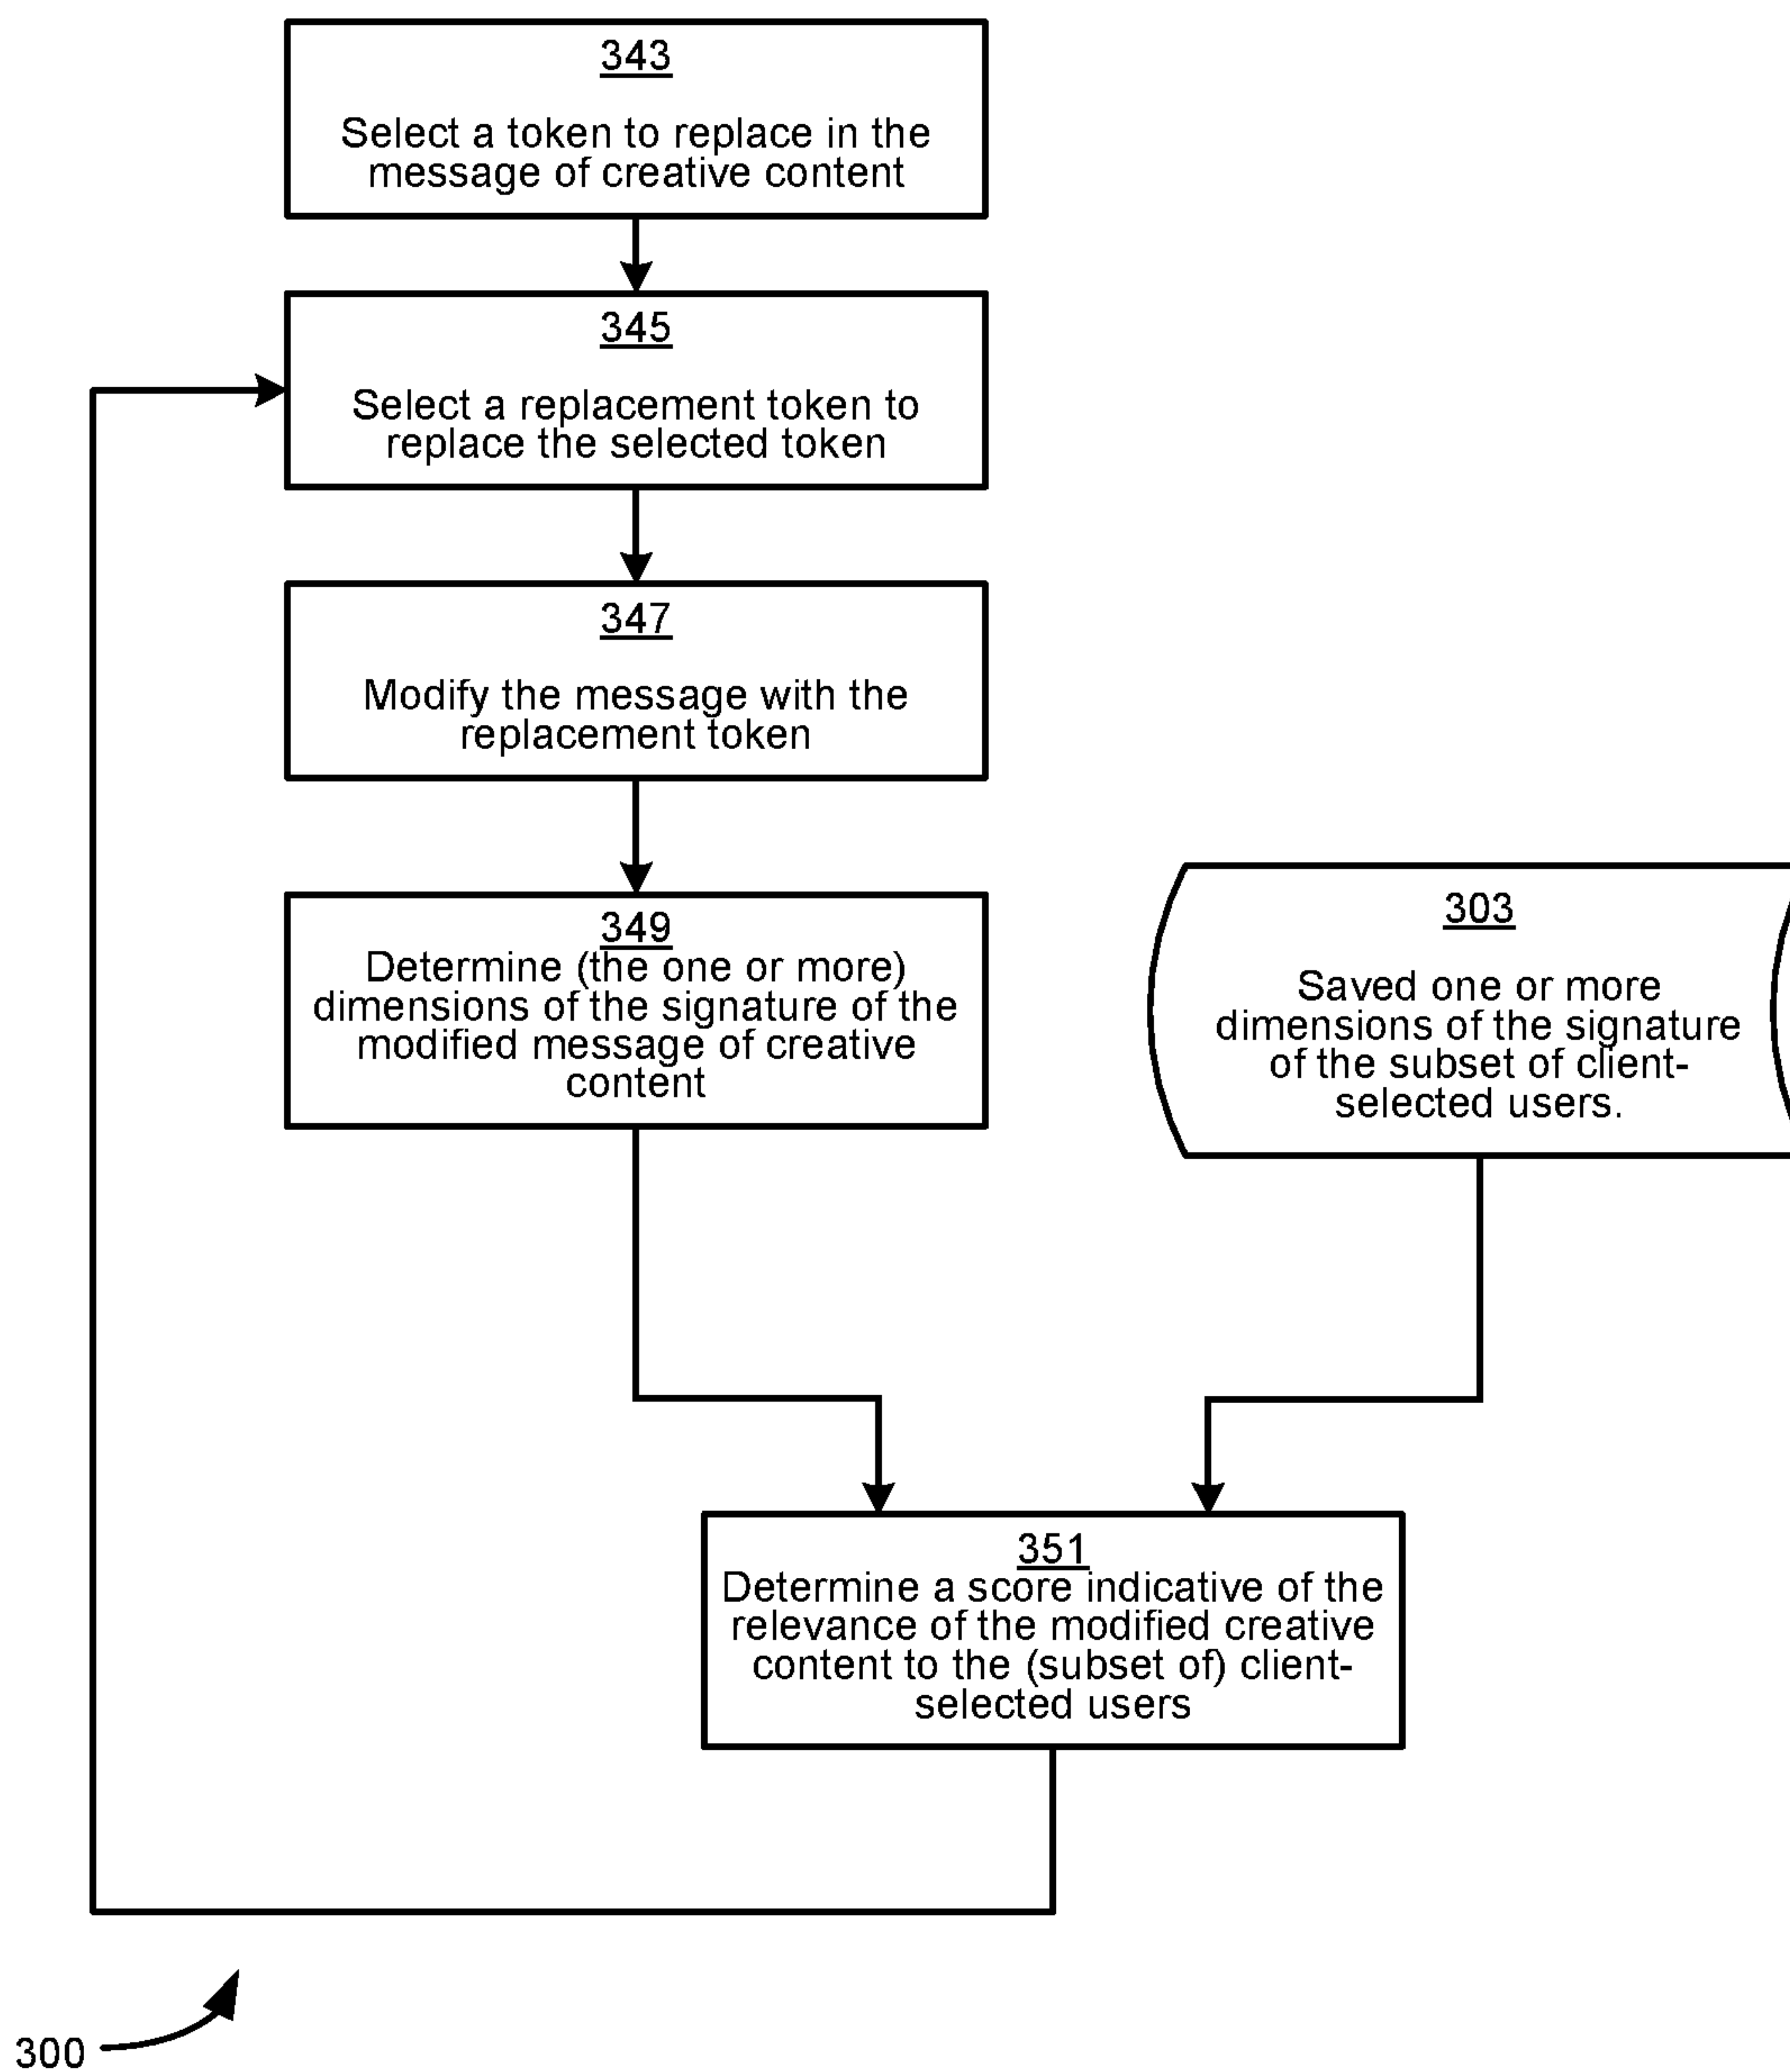 343
Select a token to replace in the
message of creative content
345
Select a replacement token to
replace the selected token
347
Modify the message with the
replacement token
349
Determine (the one or more)
dimensions of the signature of the
modified message of creative
content
303
Saved one or more
dimensions of the signature
of the subset of client-
selected users.
351
Determine a score indicative of the
relevance of the modified creative
content to the (subset of) client-
selected users
300